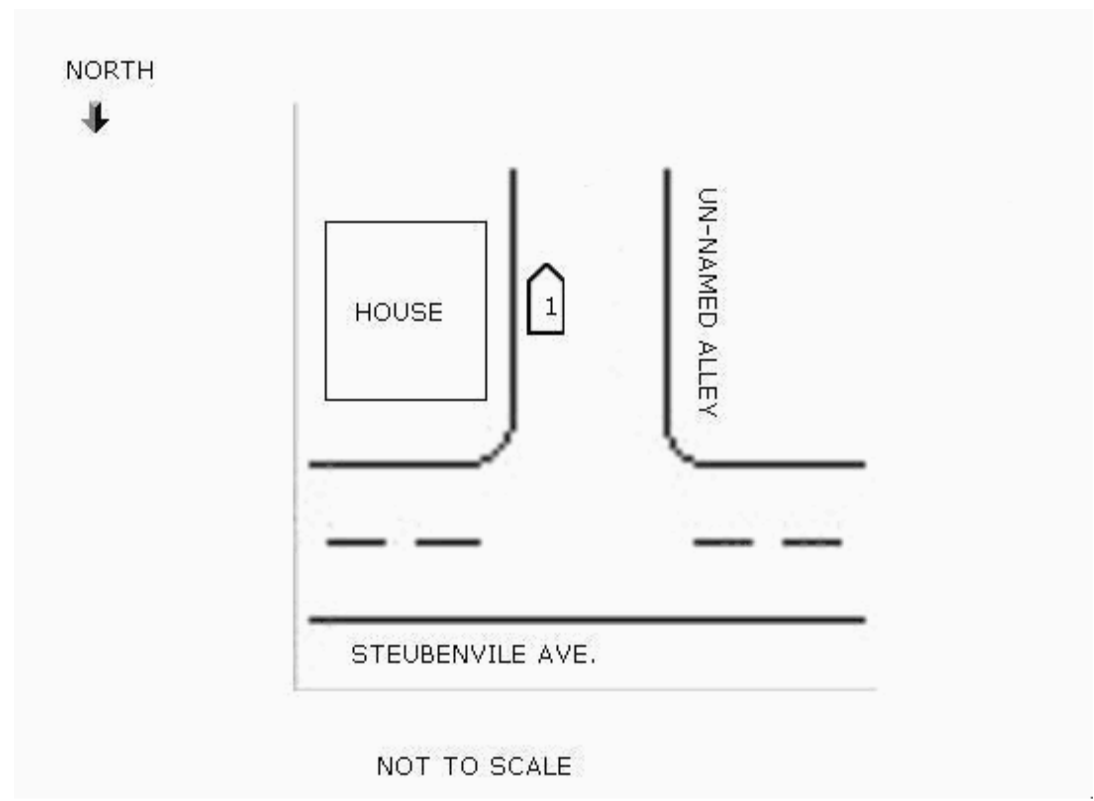 NORTH
UN-NAMED ALLEY
HOUSE
1
STEUBENVILE AVE.
NOT TO SCALE